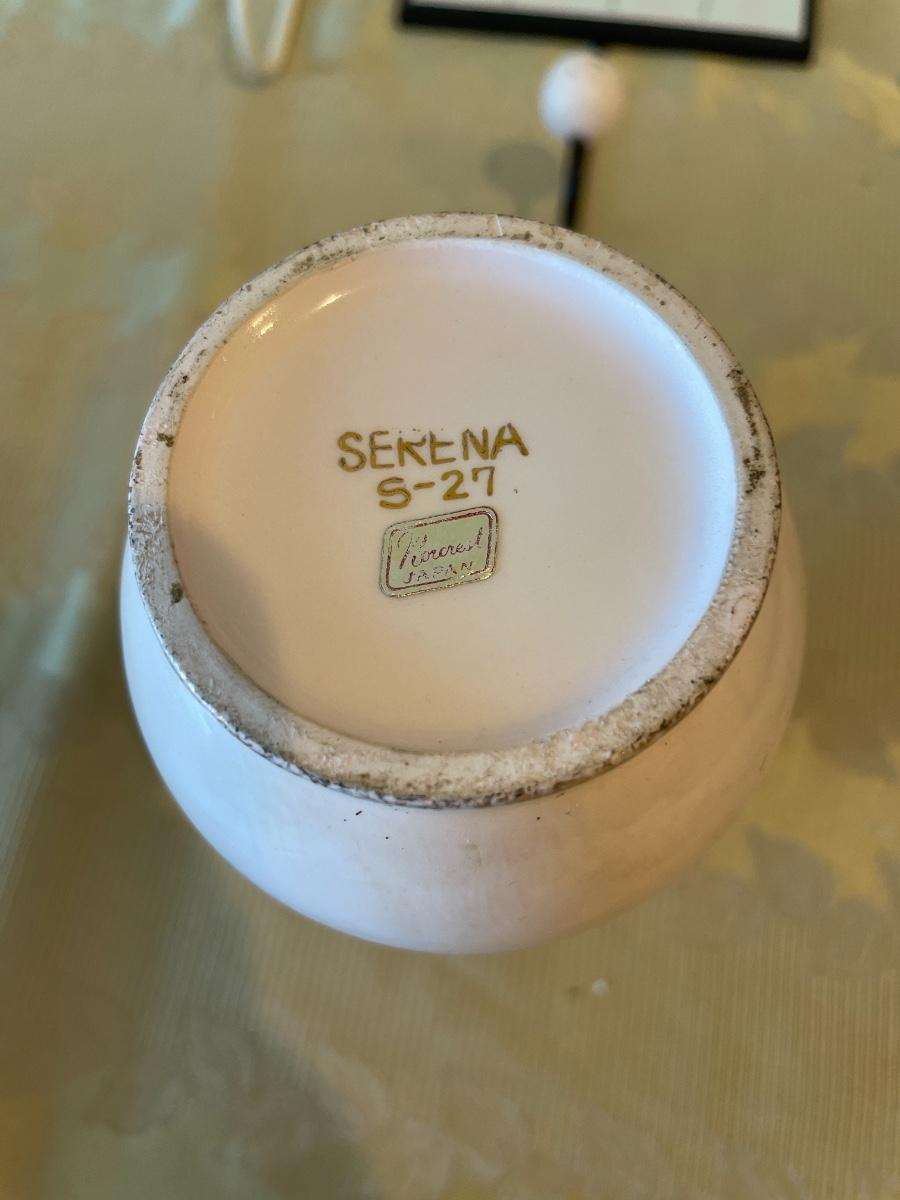 SERENA
S-27
Norcrest
JAPAN